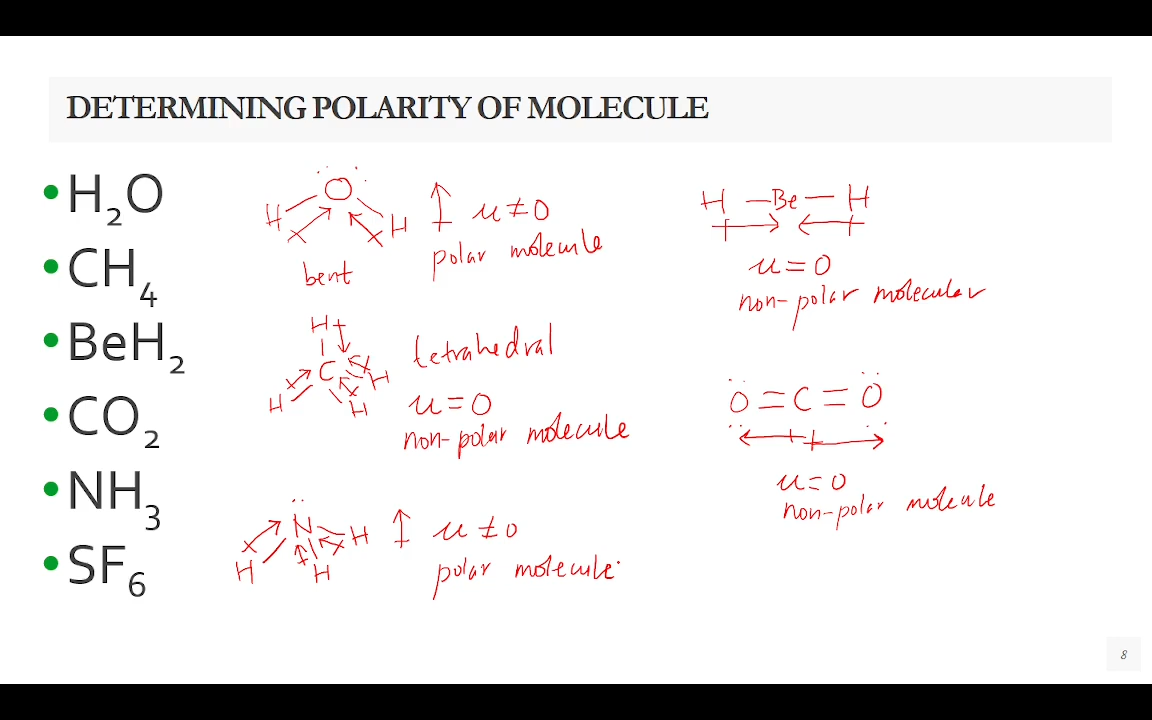 DETERMINING POLARITY OF MOLECULE
• H₂O
• CH₄
• BeH₂
• CO₂
• NH₃
• SF₆
O
H H
bent
u ≠ 0
polar molecule
H
C
H H H
tetrahedral
u = 0
non-polar molecule
N
H H H
u ≠ 0
polar molecule
H — Be — H
u = 0
non-polar molecular
O = C = O
u = 0
non-polar molecule
8